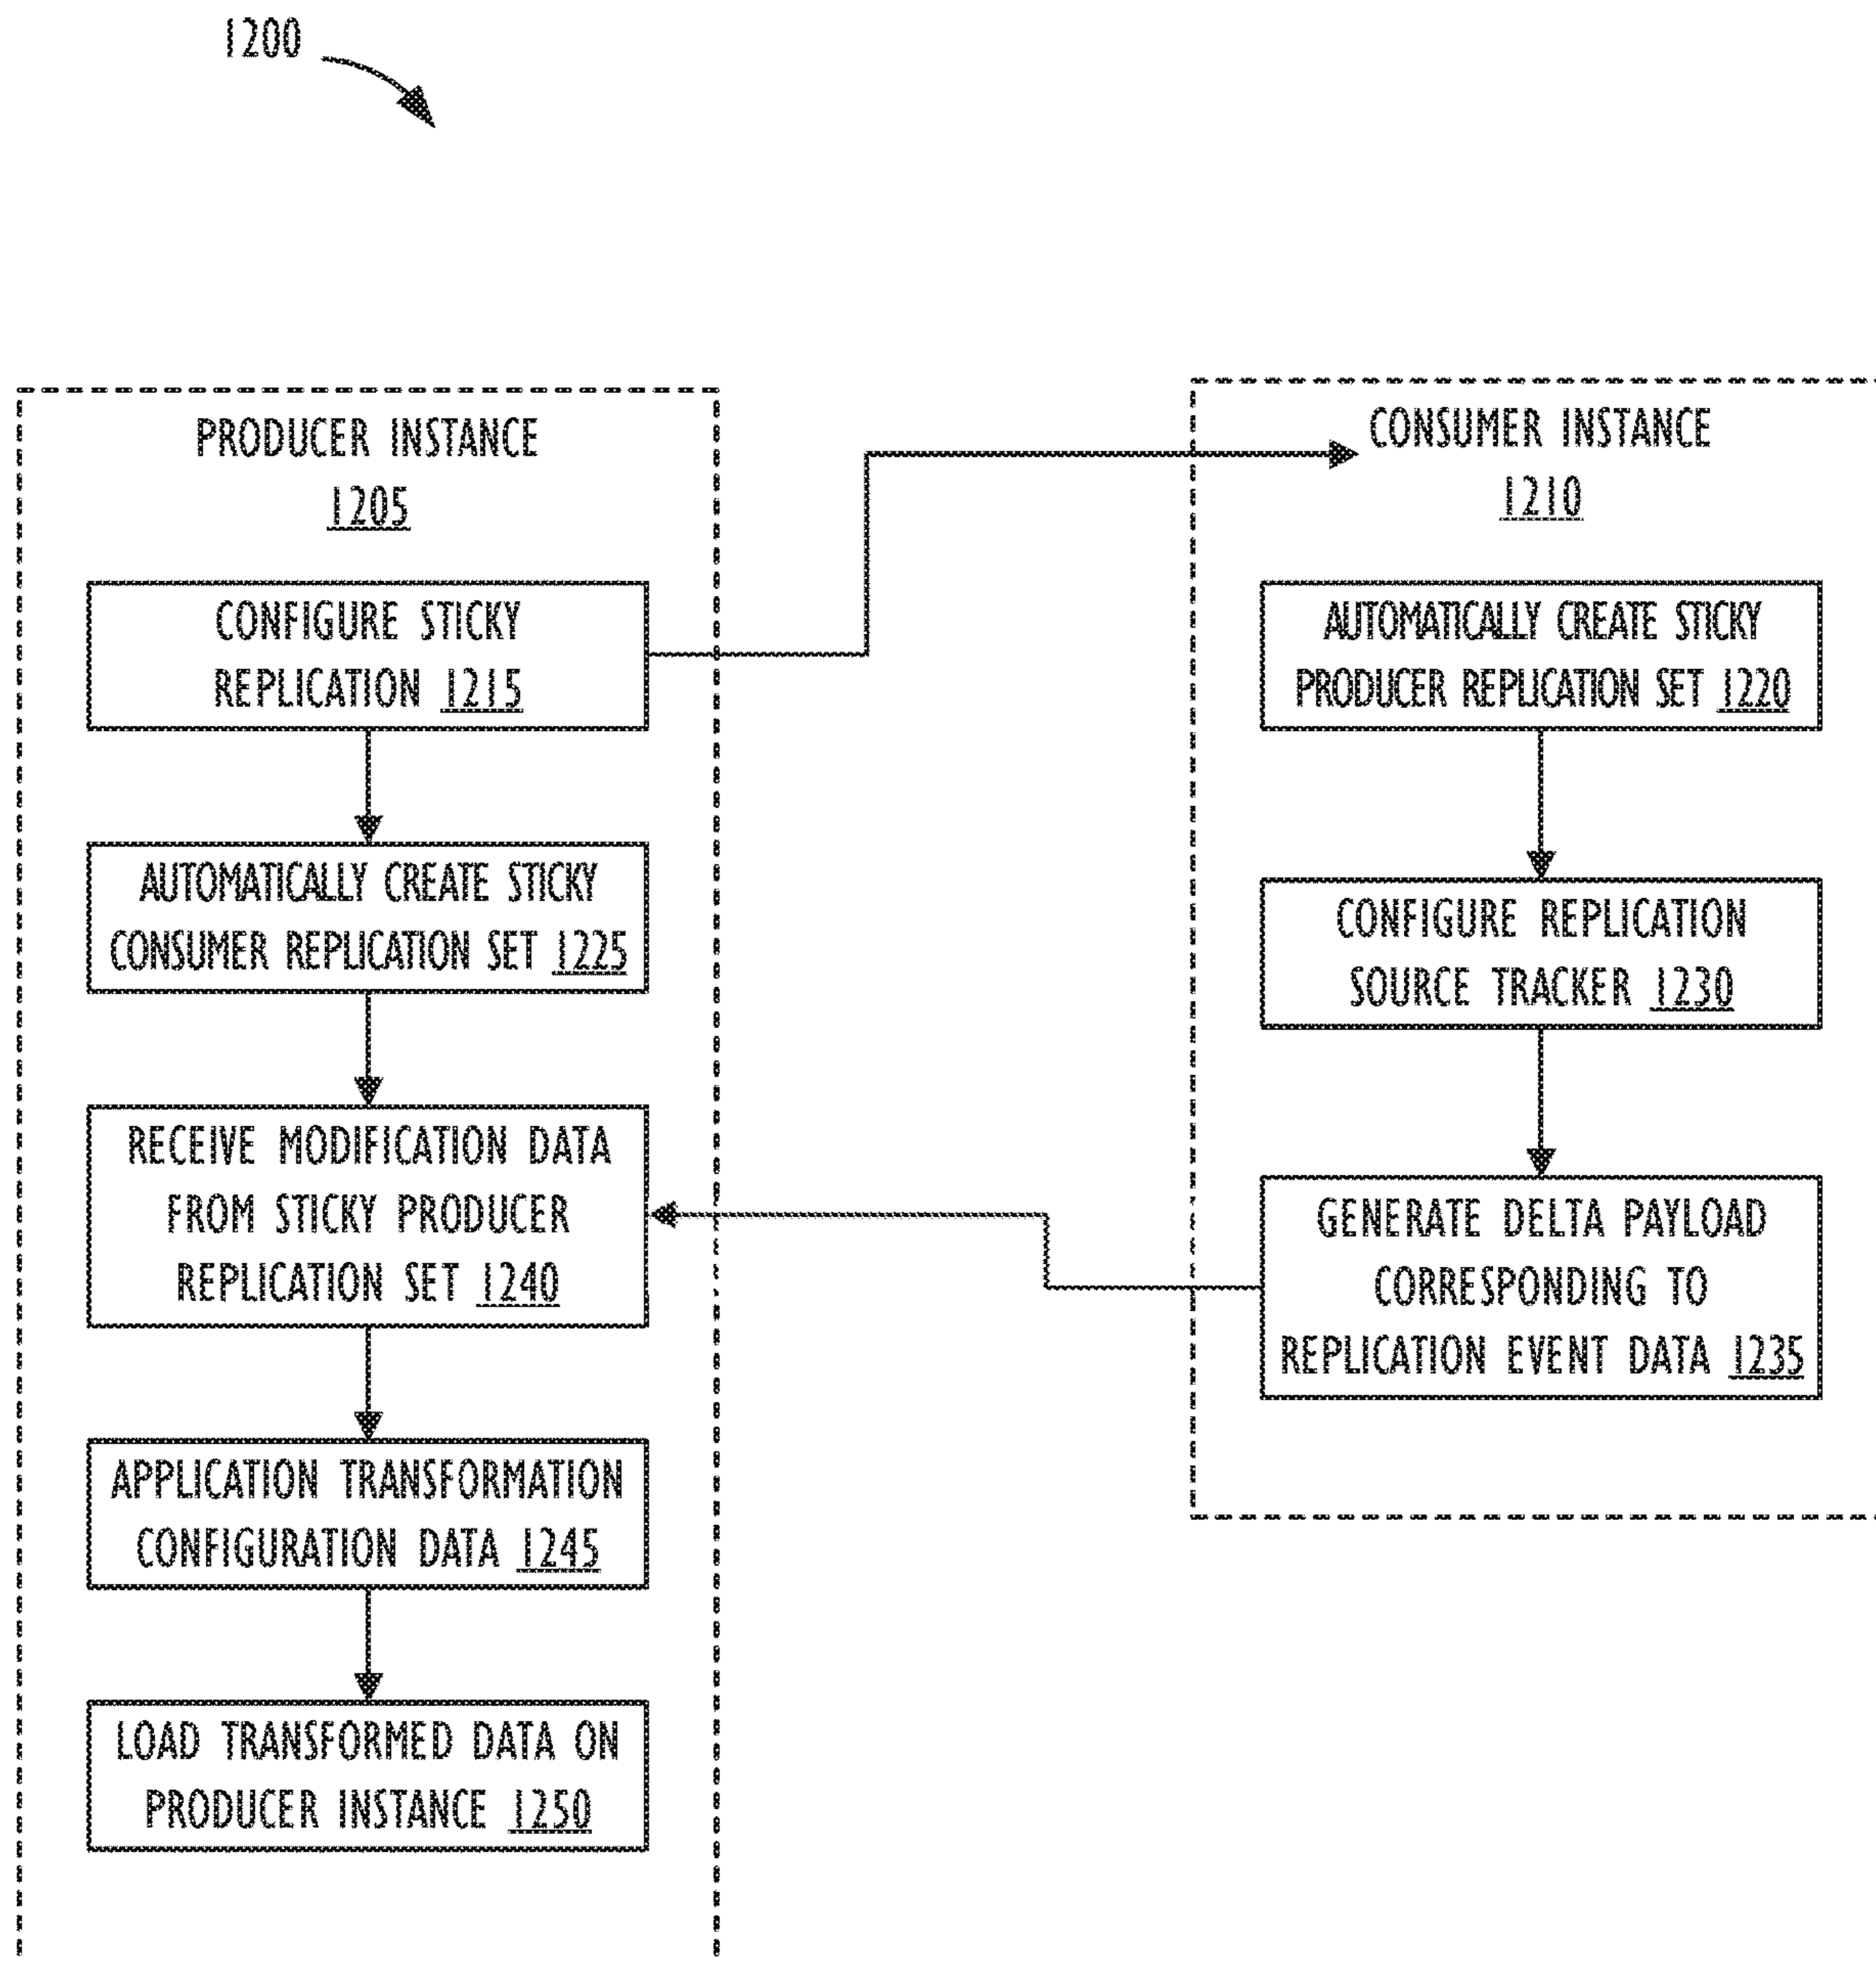 1200
PRODUCER INSTANCE
1205
CONFIGURE STICKY
REPLICATION 1215
AUTOMATICALLY CREATE STICKY
CONSUMER REPLICATION SET 1225
RECEIVE MODIFICATION DATA
FROM STICKY PRODUCER
REPLICATION SET 1240
APPLICATION TRANSFORMATION
CONFIGURATION DATA 1245
LOAD TRANSFORMED DATA ON
PRODUCER INSTANCE 1250
CONSUMER INSTANCE
1210
AUTOMATICALLY CREATE STICKY
PRODUCER REPLICATION SET 1220
CONFIGURE REPLICATION
SOURCE TRACKER 1230
GENERATE DELTA PAYLOAD
CORRESPONDING TO
REPLICATION EVENT DATA 1235